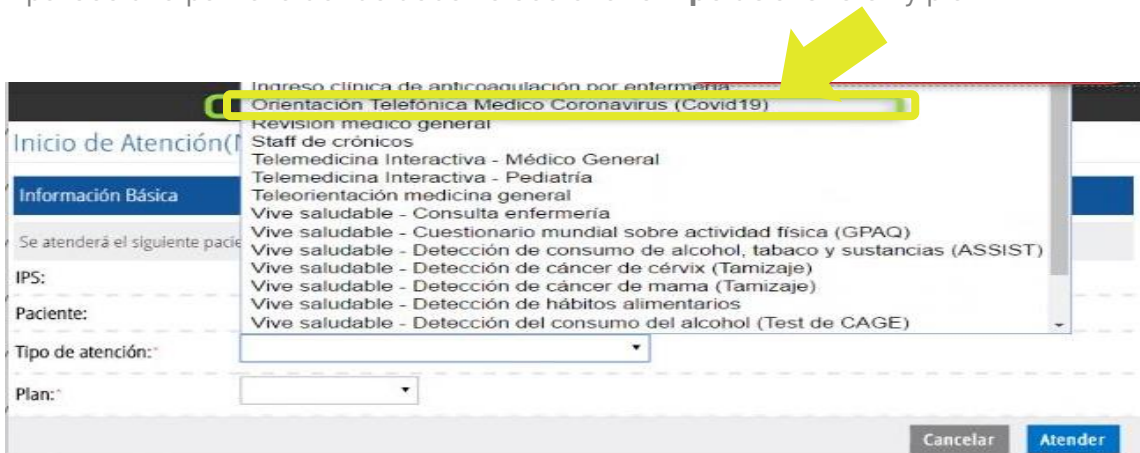 Ingreso clínica de anticoagulación por enfermería
Orientación Telefónica Medico Coronavirus (Covid19)
Revisión médico general
Inicio de Atención(
Staff de crónicos
Telemedicina Interactiva - Médico General
Telemedicina Interactiva - Pediatría
Información Básica
Teleorientación medicina general
Vive saludable - Consulta enfermería
Vive saludable - Cuestionario mundial sobre actividad física (GPAQ)
Se atenderá el siguiente pacie
Vive saludable - Detección de consumo de alcohol, tabaco y sustancias (ASSIST)
Vive saludable - Detección de cáncer de cérvix (Tamizaje)
IPS:
Vive saludable - Detección de cáncer de mama (Tamizaje)
Vive saludable - Detección de hábitos alimentarios
Paciente:
Vive saludable - Detección del consumo del alcohol (Test de CAGE)
Tipo de atención:*
Plan:*
Cancelar Atender